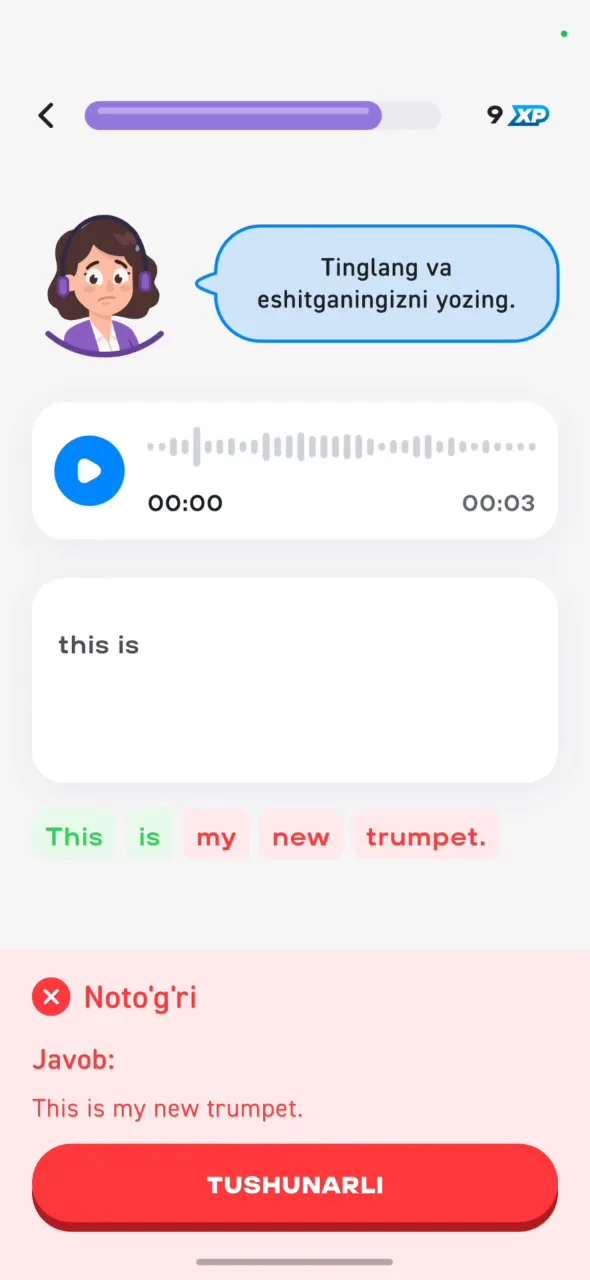 9 XP
Tinglang va
eshitganingizni yozing.
00:00 00:03
this is
This is my new trumpet.
Noto'g'ri
Javob:
This is my new trumpet.
TUSHUNARLI